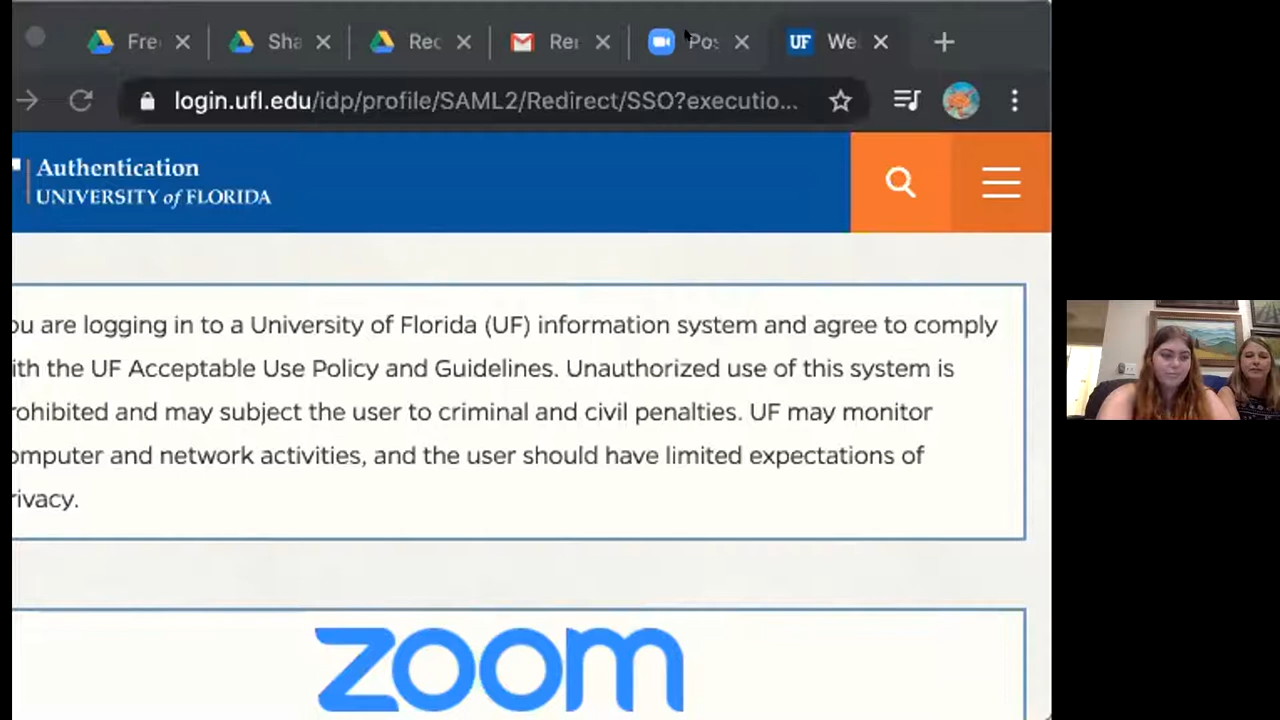 Fre Sha Rec Rer Pos UF We
login.ufl.edu/idp/profile/SAML2/Redirect/SSO?executio...
Authentication
UNIVERSITY of FLORIDA
ou are logging in to a University of Florida (UF) information system and agree to comply
ith the UF Acceptable Use Policy and Guidelines. Unauthorized use of this system is
rohibited and may subject the user to criminal and civil penalties. UF may monitor
omputer and network activities, and the user should have limited expectations of
rivacy.
zoom